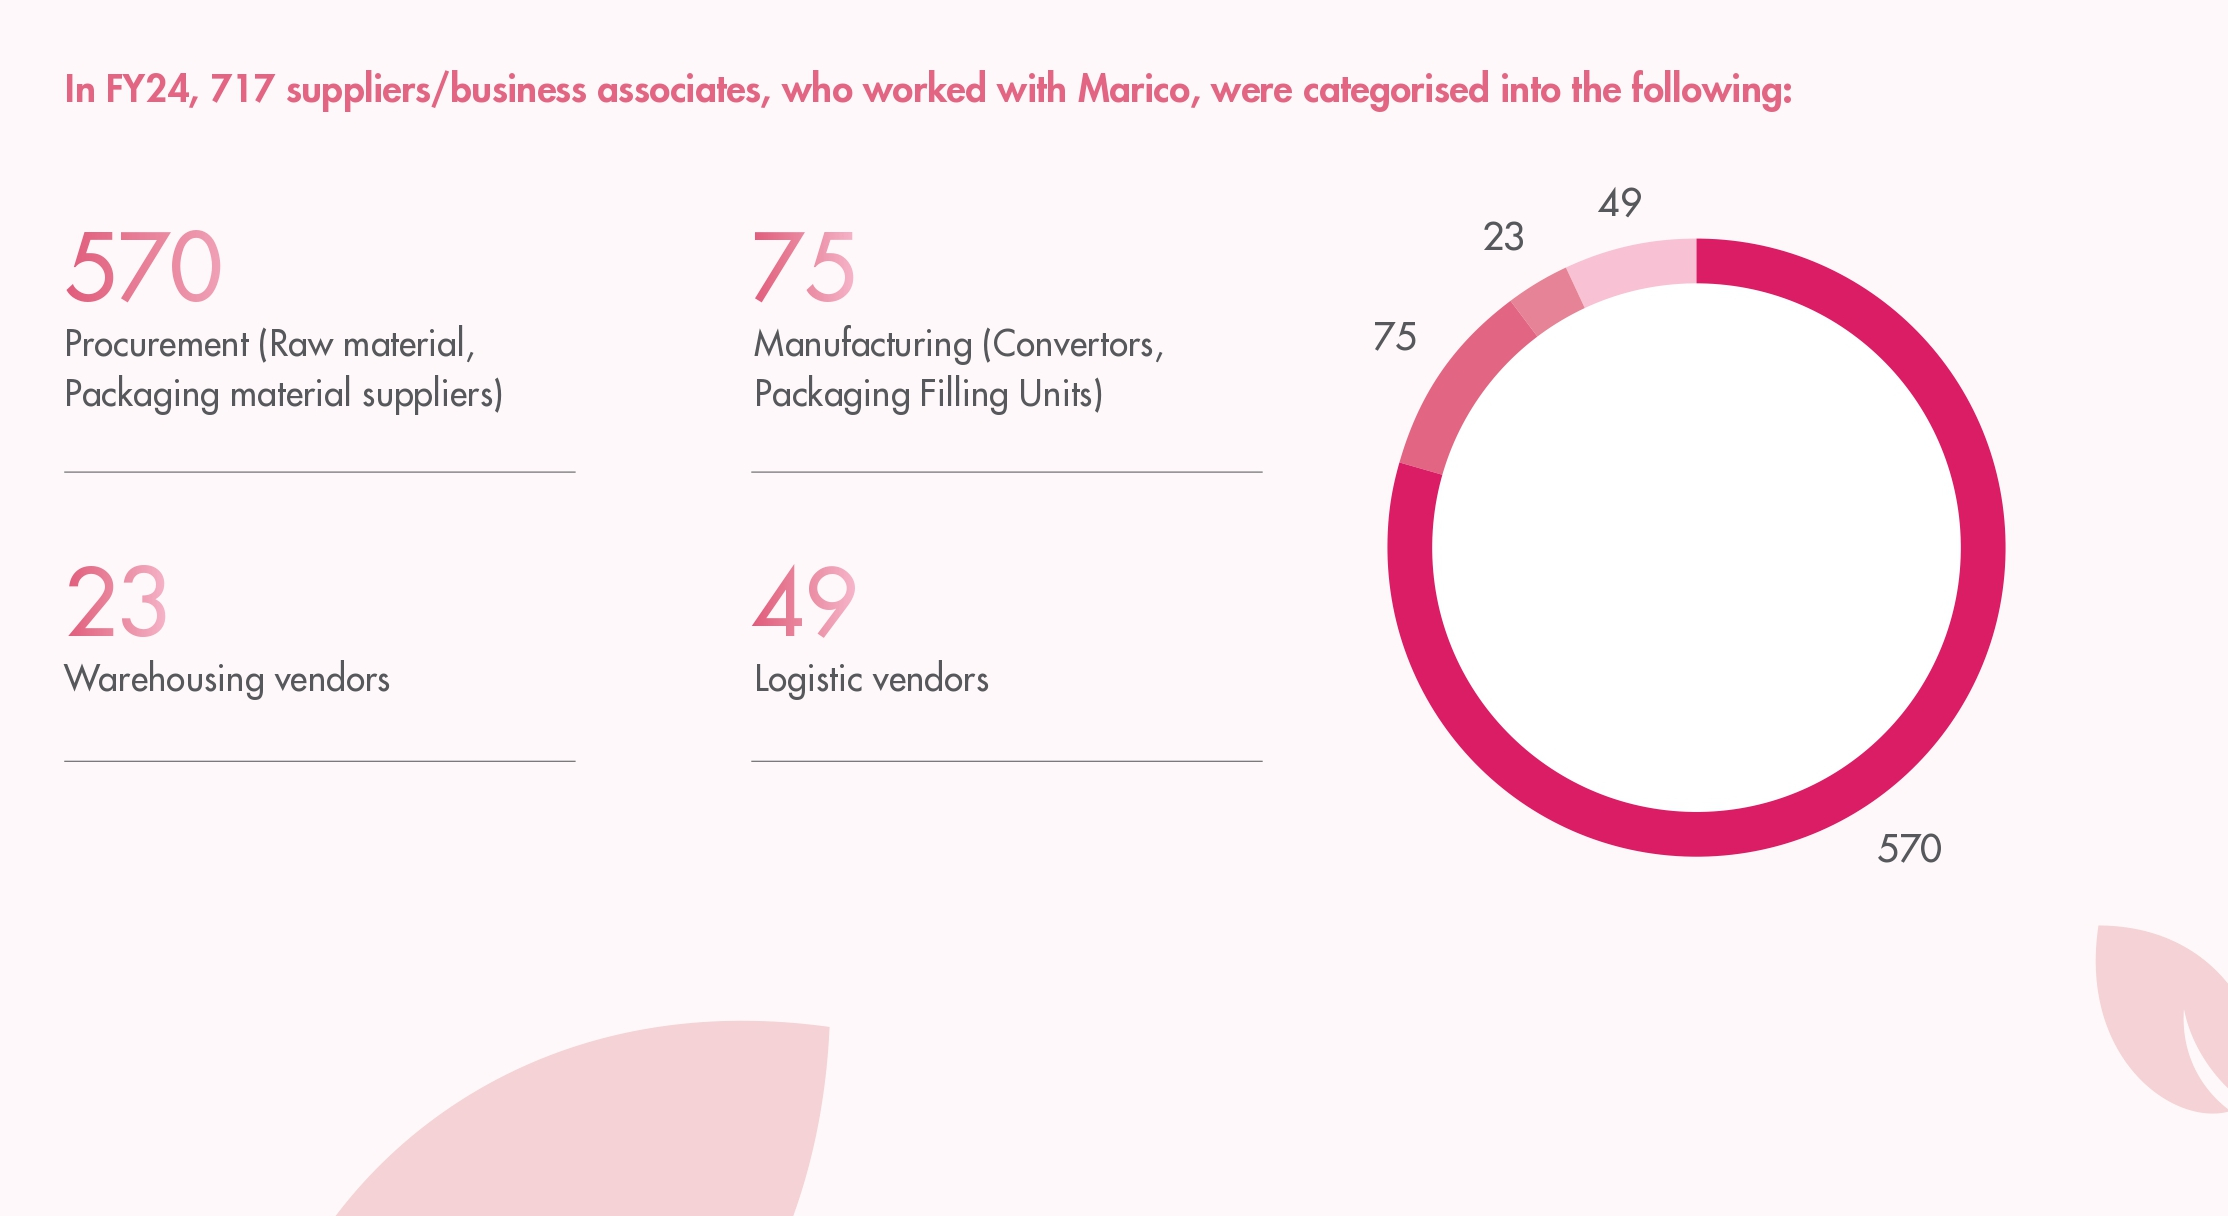 In FY24, 717 suppliers/business associates, who worked with Marico, were categorised into the following:
570
Procurement (Raw material,
Packaging material suppliers)
75
Manufacturing (Convertors,
Packaging Filling Units)
23
Warehousing vendors
49
Logistic vendors
49
23
75
570